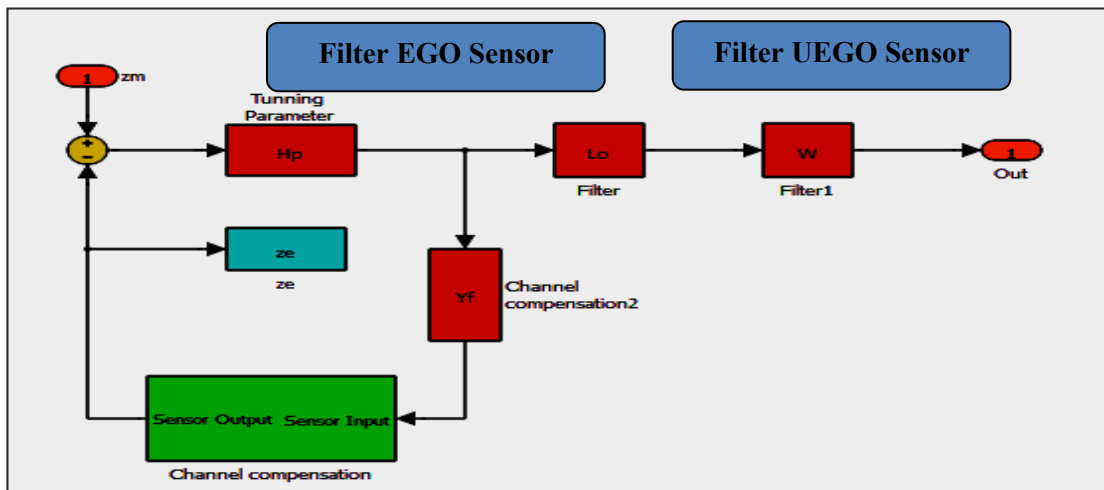 Filter EGO Sensor
Filter UEGO Sensor
1
zm
+
-
Tunning
Parameter
Hp
Lo
Filter
W
Filter1
1
Out
ze
ze
Yf
Channel
compensation2
Sensor Output Sensor Input
Channel compensation